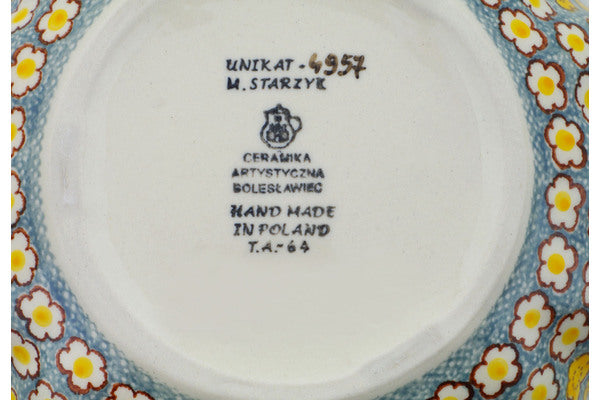 UNIKAT-4957
M. STARZYK
CERAMIKA
ARTYSTYCZNA
BOLESŁAWIEC
HAND MADE
IN POLAND
T.A.-64